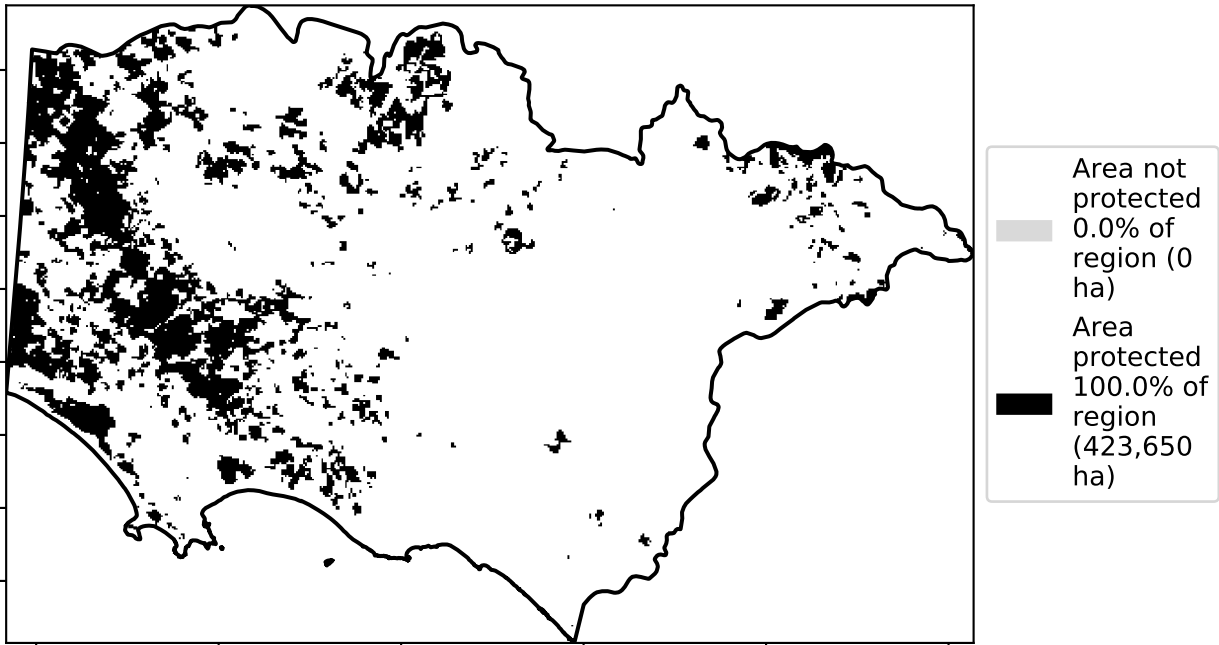 Area not
protected
0.0% of
region (0
ha)
Area
protected
100.0% of
region
(423,650
ha)